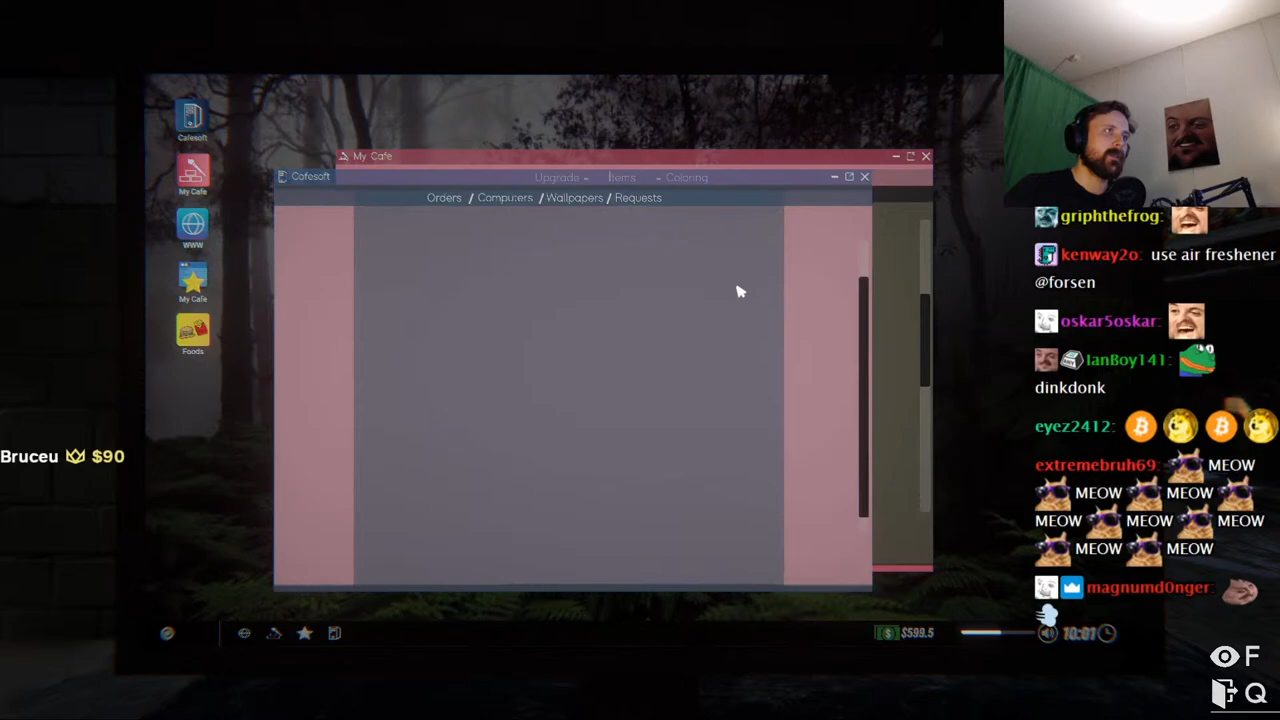 Cafesoft
My Cafe
WWW
My Cafe
Foods
My Cafe
Cafesoft
Upgrade
Items
Coloring
Orders / Computers / Wallpapers / Requests
Bruceu $90
$599.5
10:01
griphthefrog:
kenway2o: use air freshener
@forsen
oskar5oskar:
IanBoy141:
dinkdonk
eyez2412:
extremebruh69: MEOW
MEOW MEOW
MEOW MEOW MEOW
MEOW MEOW
magnumd0nger:
F
Q